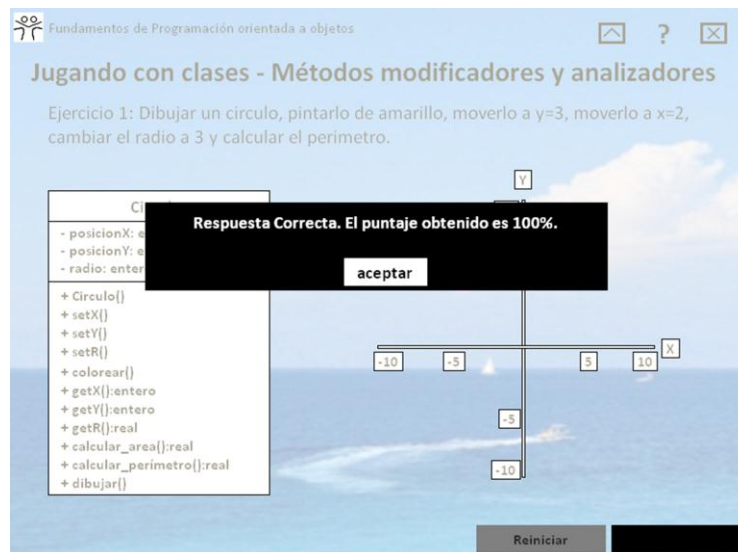 Fundamentos de Programación orientada a objetos
?
Jugando con clases - Métodos modificadores y analizadores
Ejercicio 1: Dibujar un circulo, pintarlo de amarillo, moverlo a y=3, moverlo a x=2,
cambiar el radio a 3 y calcular el perimetro.
Y
Respuesta Correcta. El puntaje obtenido es 100%.
aceptar
- posicionX:
- posicionY:
- radio:
+ Circulo()
+ setX()
+ setY()
+ setR()
+ colorear()
+ getX():entero
+ getY():entero
+ getR():real
+ calcular_area():real
+ calcular_perimetro():real
+ dibujar()
X
-10 -5 5 10
-5
-10
Reiniciar